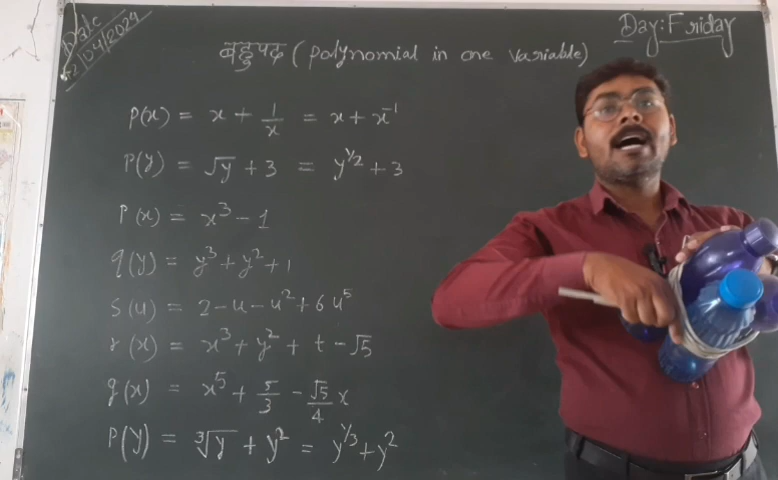 Date
12/04/2024
Day: Friday
बहुपद (polynomial in one variable)
p(x) = x + 1/x = x + x⁻¹
P(y) = √y + 3 = y^1/2 + 3
P(x) = x³ - 1
q(y) = y³ + y² + 1
S(u) = 2 - u - u² + 6u⁵
r(x) = x³ + y² + t - √5
g(x) = x⁵ + 5/3 - √5/4 x
P(y) = ∛y + y² = y^1/3 + y²